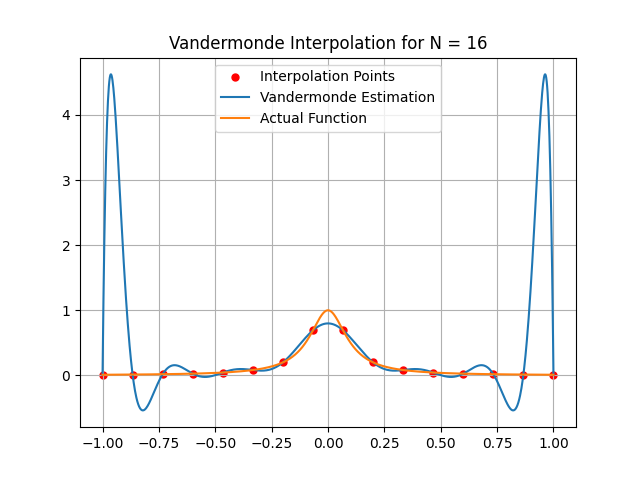 Vandermonde Interpolation for N = 16
Interpolation Points
Vandermonde Estimation
Actual Function
4
3
2
1
0
−1.00 −0.75 −0.50 −0.25 0.00 0.25 0.50 0.75 1.00